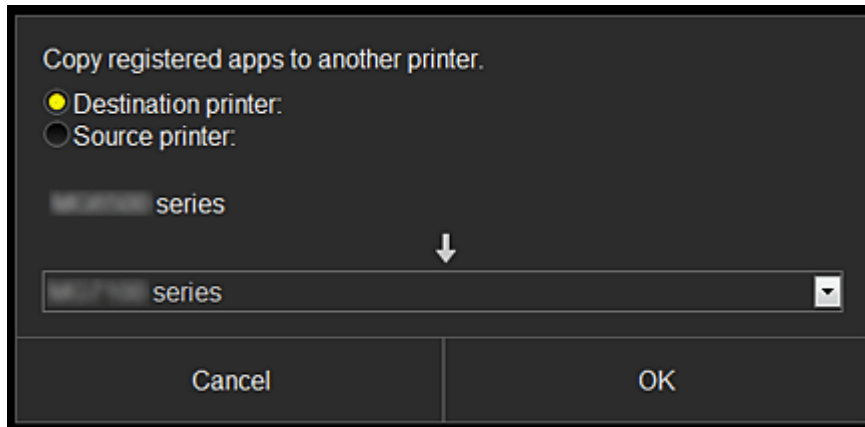 Copy registered apps to another printer.
Destination printer:
Source printer:
series
series
Cancel
OK